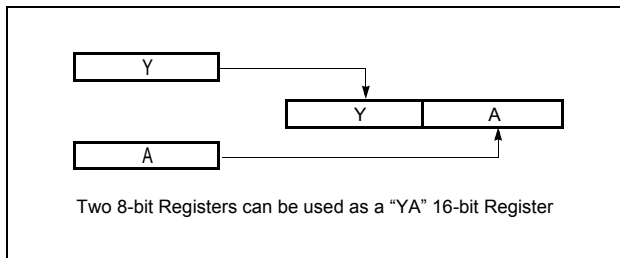 Y
Y A
A
Two 8-bit Registers can be used as a “YA” 16-bit Register